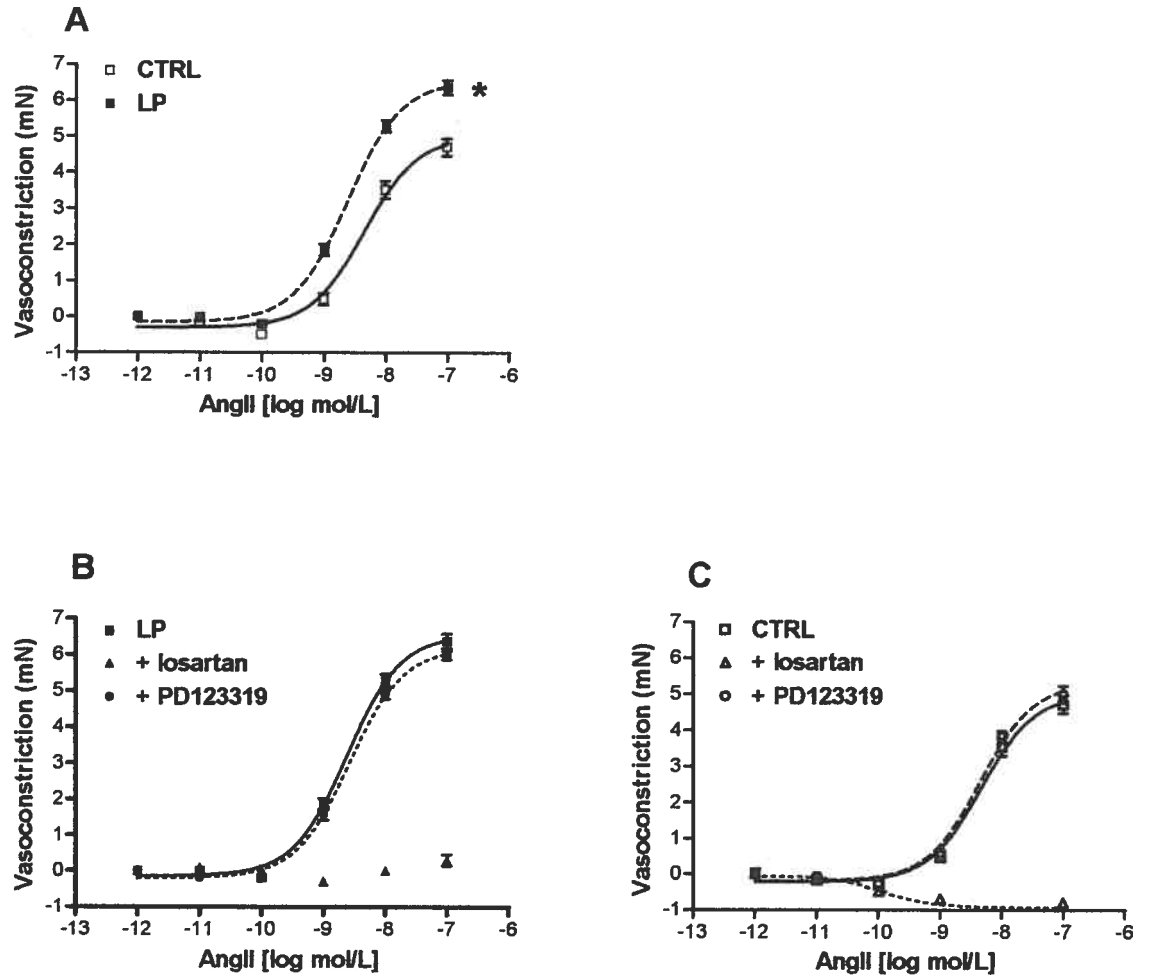 A
CTRL
LP
*
Vasoconstriction (mN)
7
6
5
4
3
2
1
0
-1
-13 -12 -11 -10 -9 -8 -7 -6
AngII [log mol/L]
B
LP
+ losartan
+ PD123319
Vasoconstriction (mN)
7
6
5
4
3
2
1
0
-1
-13 -12 -11 -10 -9 -8 -7 -6
AngII [log mol/L]
C
CTRL
+ losartan
+ PD123319
Vasoconstriction (mN)
7
6
5
4
3
2
1
0
-1
-13 -12 -11 -10 -9 -8 -7 -6
AngII [log mol/L]